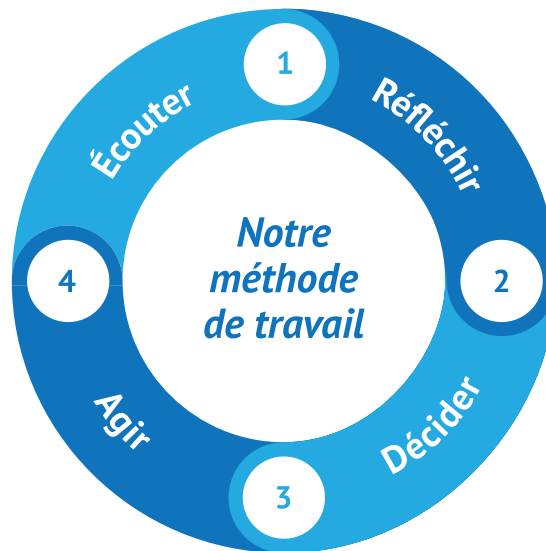 1
Écouter
Réfléchir
2
Notre
méthode
de travail
4
Agir
Décider
3